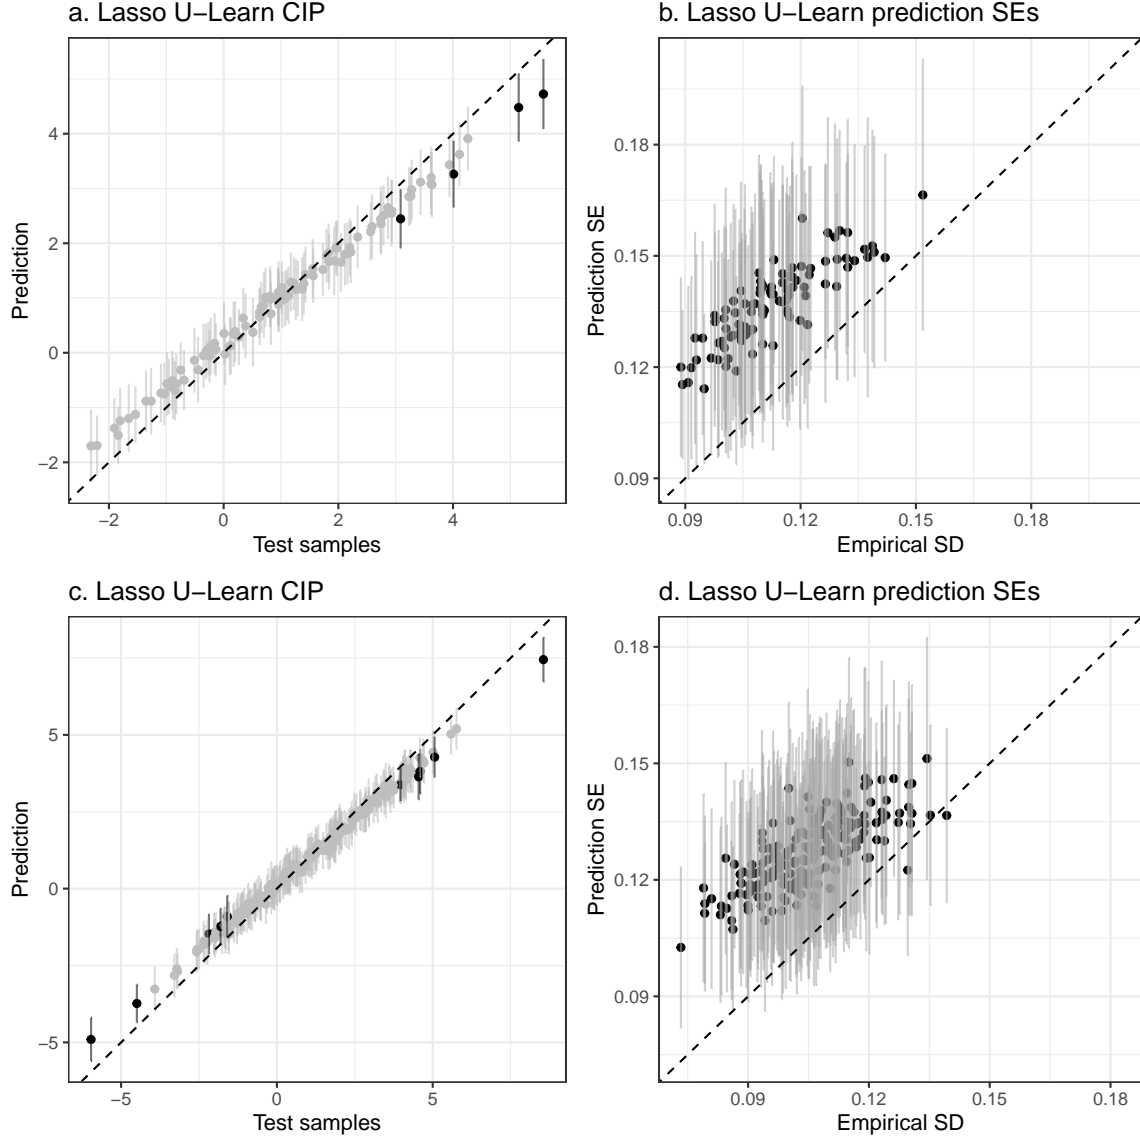 a. Lasso U−Learn CIP
4
2
0
−2
−2
0
2
4
Prediction
Test samples
b. Lasso U−Learn prediction SEs
0.18
0.15
0.12
0.09
0.09
0.12
0.15
0.18
Prediction SE
Empirical SD
c. Lasso U−Learn CIP
5
0
−5
−5
0
5
Prediction
Test samples
d. Lasso U−Learn prediction SEs
0.18
0.15
0.12
0.09
0.09
0.12
0.15
0.18
Prediction SE
Empirical SD